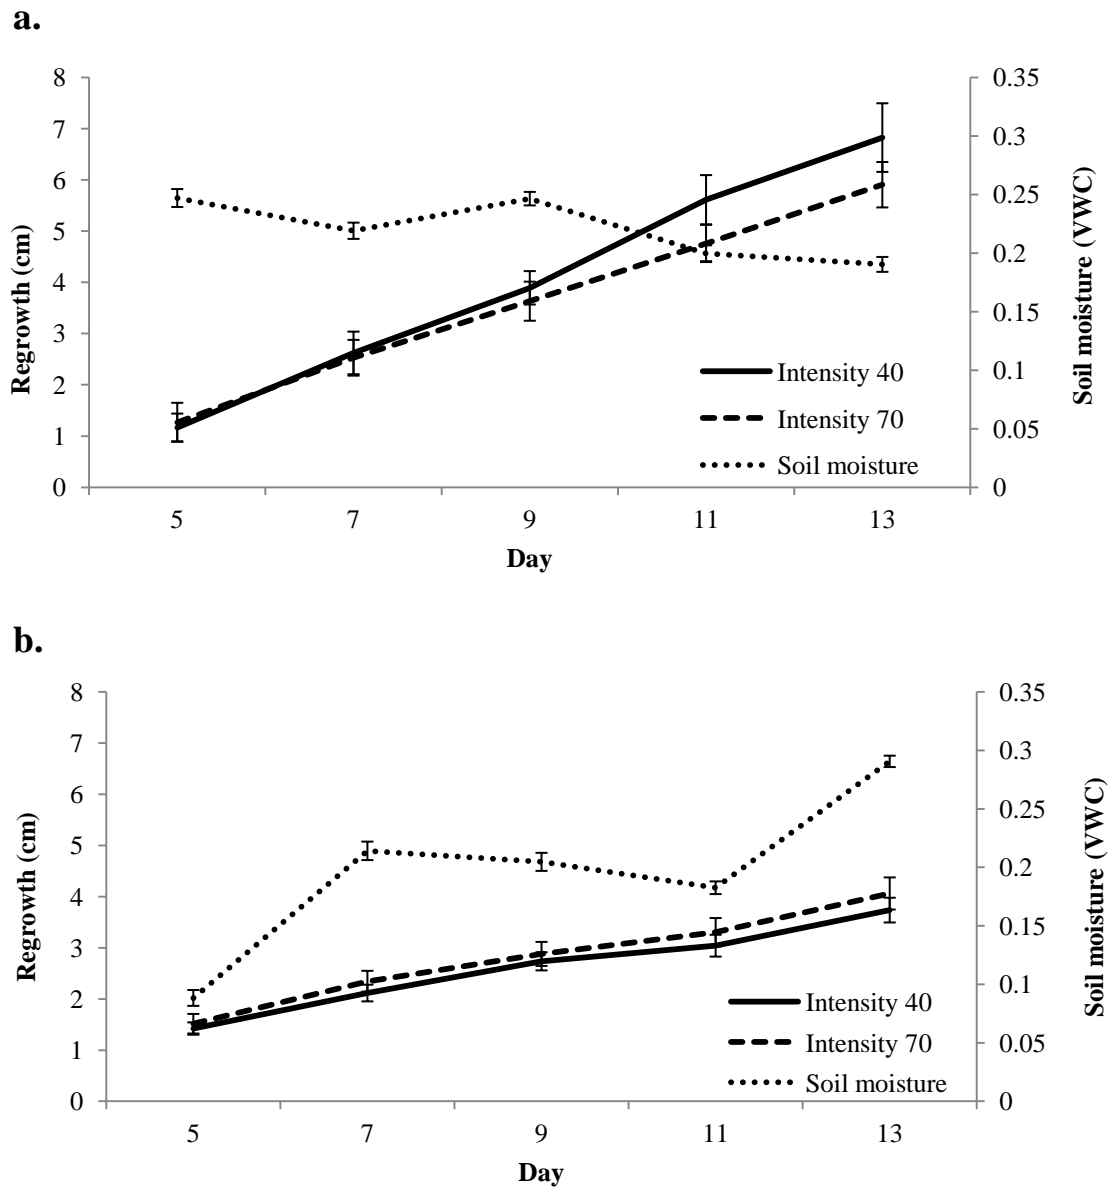 a.
8
7
6
5
4
3
2
1
0
Regrowth (cm)
0.35
0.3
0.25
0.2
0.15
0.1
0.05
0
Soil moisture (VWC)
Intensity 40
Intensity 70
Soil moisture
5 7 9 11 13
Day
b.
8
7
6
5
4
3
2
1
0
Regrowth (cm)
0.35
0.3
0.25
0.2
0.15
0.1
0.05
0
Soil moisture (VWC)
Intensity 40
Intensity 70
Soil moisture
5 7 9 11 13
Day